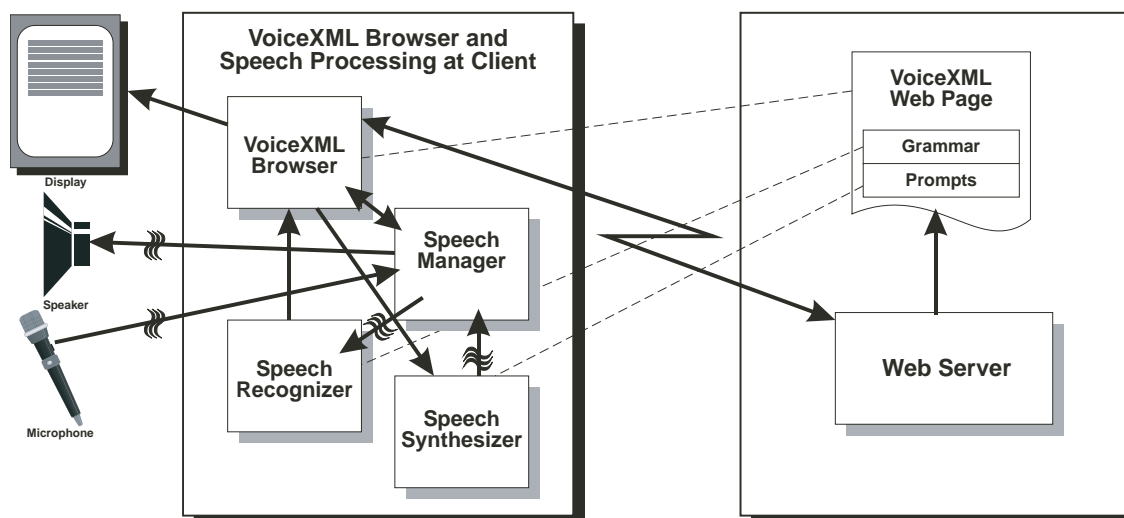 VoiceXML Browser and
Speech Processing at Client
Display
Speaker
Microphone
VoiceXML
Browser
Speech
Manager
Speech
Recognizer
Speech
Synthesizer
VoiceXML
Web Page
Grammar
Prompts
Web Server